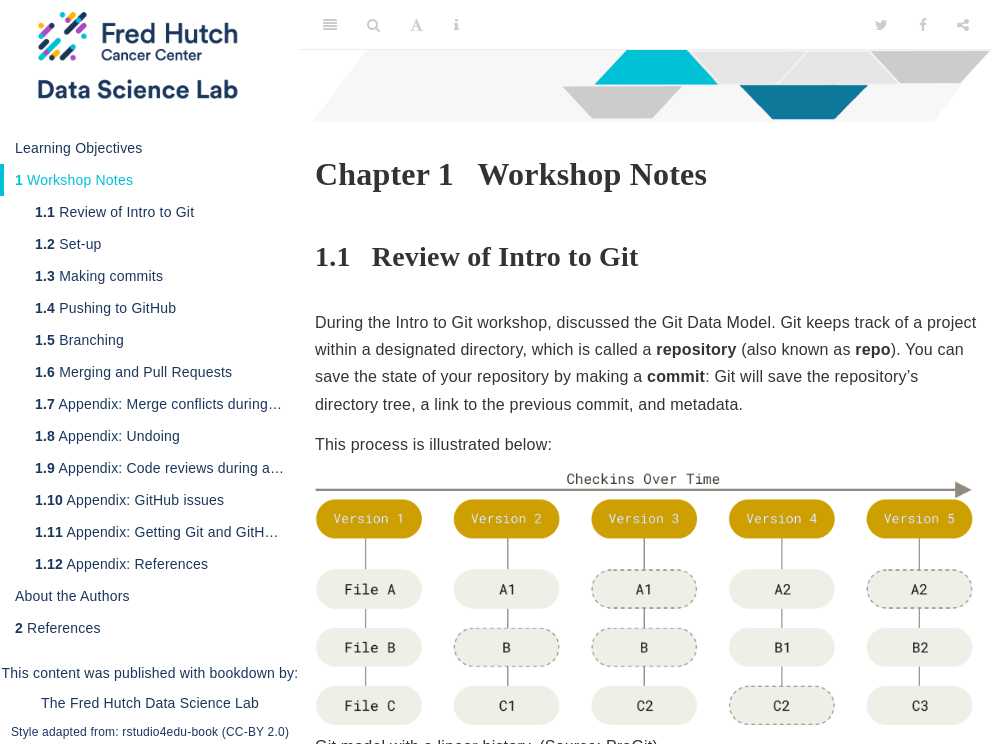 Fred Hutch
Cancer Center
Data Science Lab
Learning Objectives
1 Workshop Notes
1.1 Review of Intro to Git
1.2 Set-up
1.3 Making commits
1.4 Pushing to GitHub
1.5 Branching
1.6 Merging and Pull Requests
1.7 Appendix: Merge conflicts during…
1.8 Appendix: Undoing
1.9 Appendix: Code reviews during a…
1.10 Appendix: GitHub issues
1.11 Appendix: Getting Git and GitH…
1.12 Appendix: References
About the Authors
2 References
This content was published with bookdown by:
The Fred Hutch Data Science Lab
Style adapted from: rstudio4edu-book (CC-BY 2.0)
Chapter 1 Workshop Notes
1.1 Review of Intro to Git
During the Intro to Git workshop, discussed the Git Data Model. Git keeps track of a project
within a designated directory, which is called a repository (also known as repo). You can
save the state of your repository by making a commit: Git will save the repository’s
directory tree, a link to the previous commit, and metadata.
This process is illustrated below:
Checkins Over Time
Version 1 Version 2 Version 3 Version 4 Version 5
File A A1 A1 A2 A2
File B B B B1 B2
File C C1 C2 C2 C3
Git model with a linear history. (Source: ProGit)